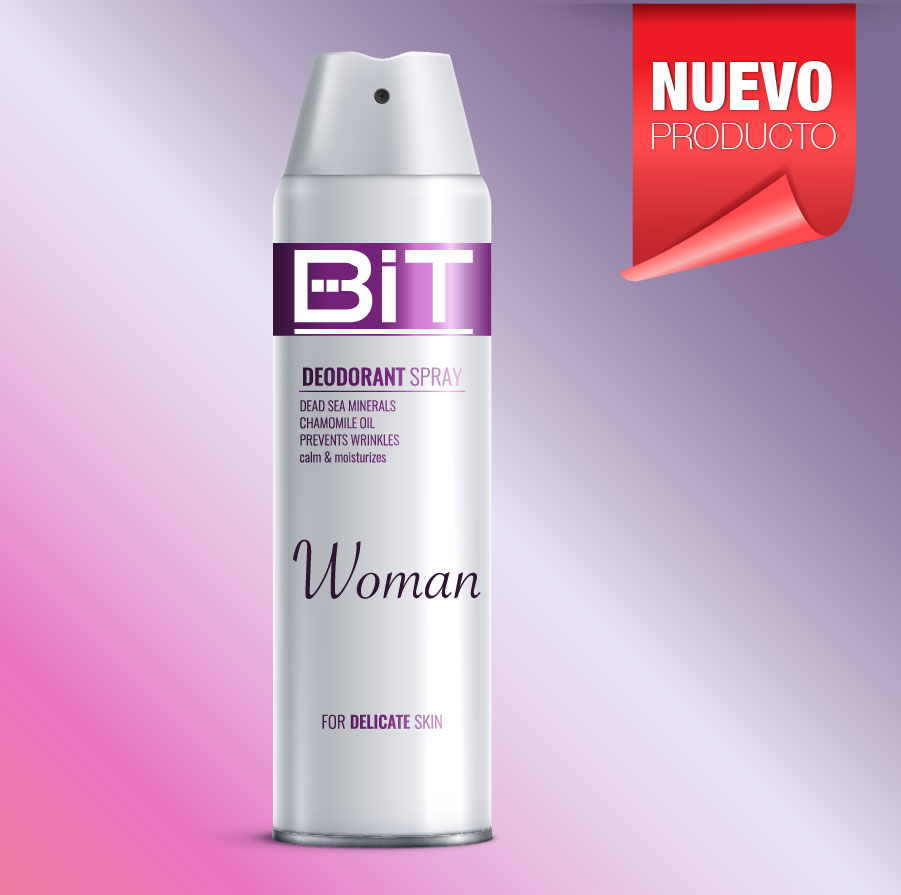 NUEVO
PRODUCTO
BiT
DEODORANT SPRAY
DEAD SEA MINERALS
CHAMOMILE OIL
PREVENTS WRINKLES
calm & moisturizes
Woman
FOR DELICATE SKIN